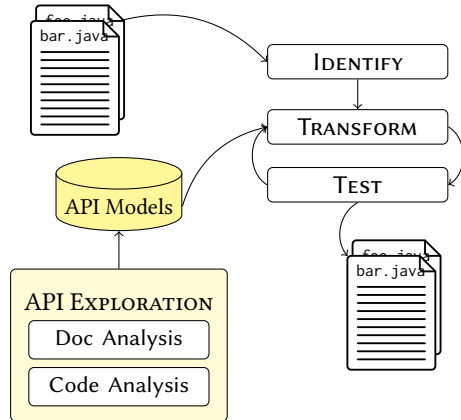 foo.java
bar.java
IDENTIFY
TRANSFORM
TEST
API Models
foo.java
bar.java
API EXPLORATION
Doc Analysis
Code Analysis